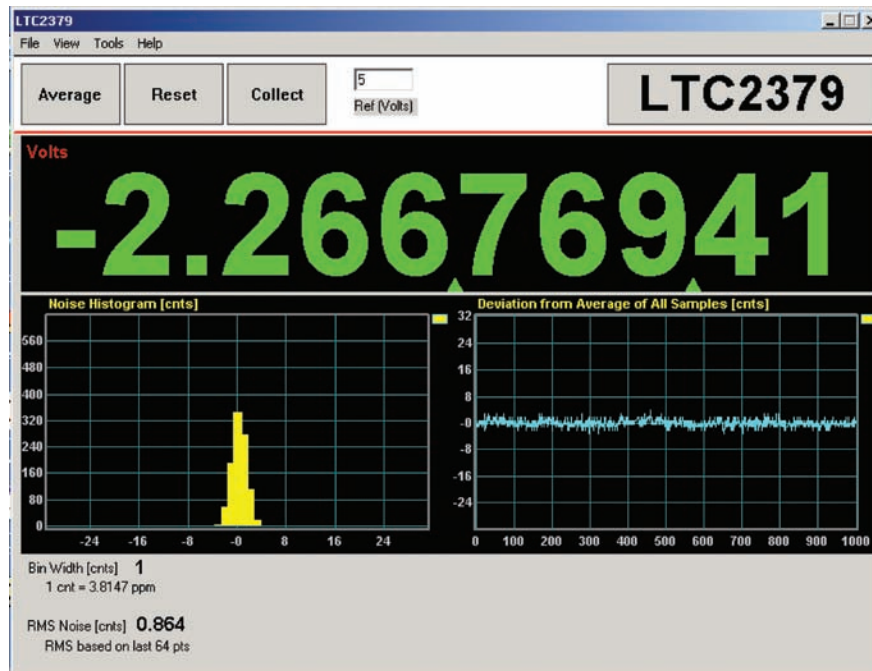 LTC2379
File View Tools Help
Average Reset Collect
5
Ref (Volts)
LTC2379
Volts
-2.26676941
Noise Histogram [cnts]
560
480
400
320
240
160
80
0
-24 -16 -8 -0 8 16 24
Deviation from Average of All Samples [cnts]
32
24
16
8
-0
-8
-16
-24
0 100 200 300 400 500 600 700 800 900 1000
Bin Width [cnts] 1
1 cnt = 3.8147 ppm
RMS Noise [cnts] 0.864
RMS based on last 64 pts